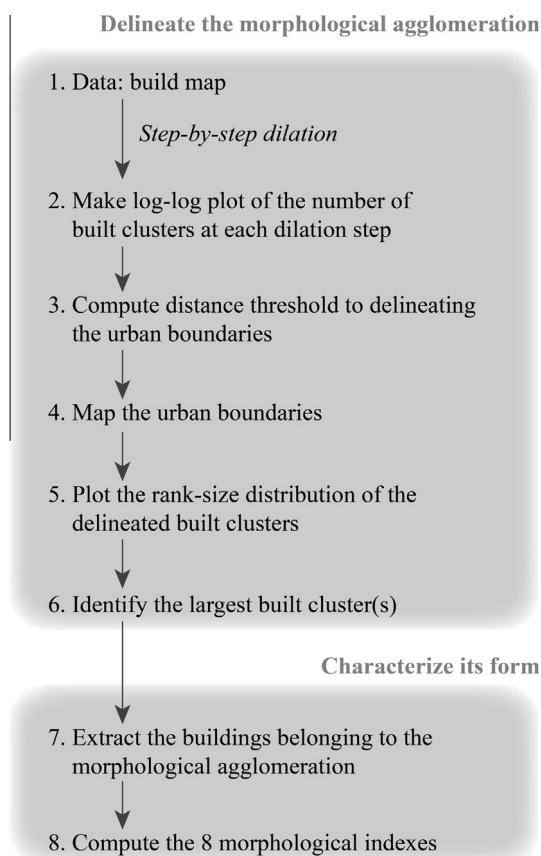 Delineate the morphological agglomeration
1. Data: build map
Step-by-step dilation
2. Make log-log plot of the number of
built clusters at each dilation step
3. Compute distance threshold to delineating
the urban boundaries
4. Map the urban boundaries
5. Plot the rank-size distribution of the
delineated built clusters
6. Identify the largest built cluster(s)
Characterize its form
7. Extract the buildings belonging to the
morphological agglomeration
8. Compute the 8 morphological indexes